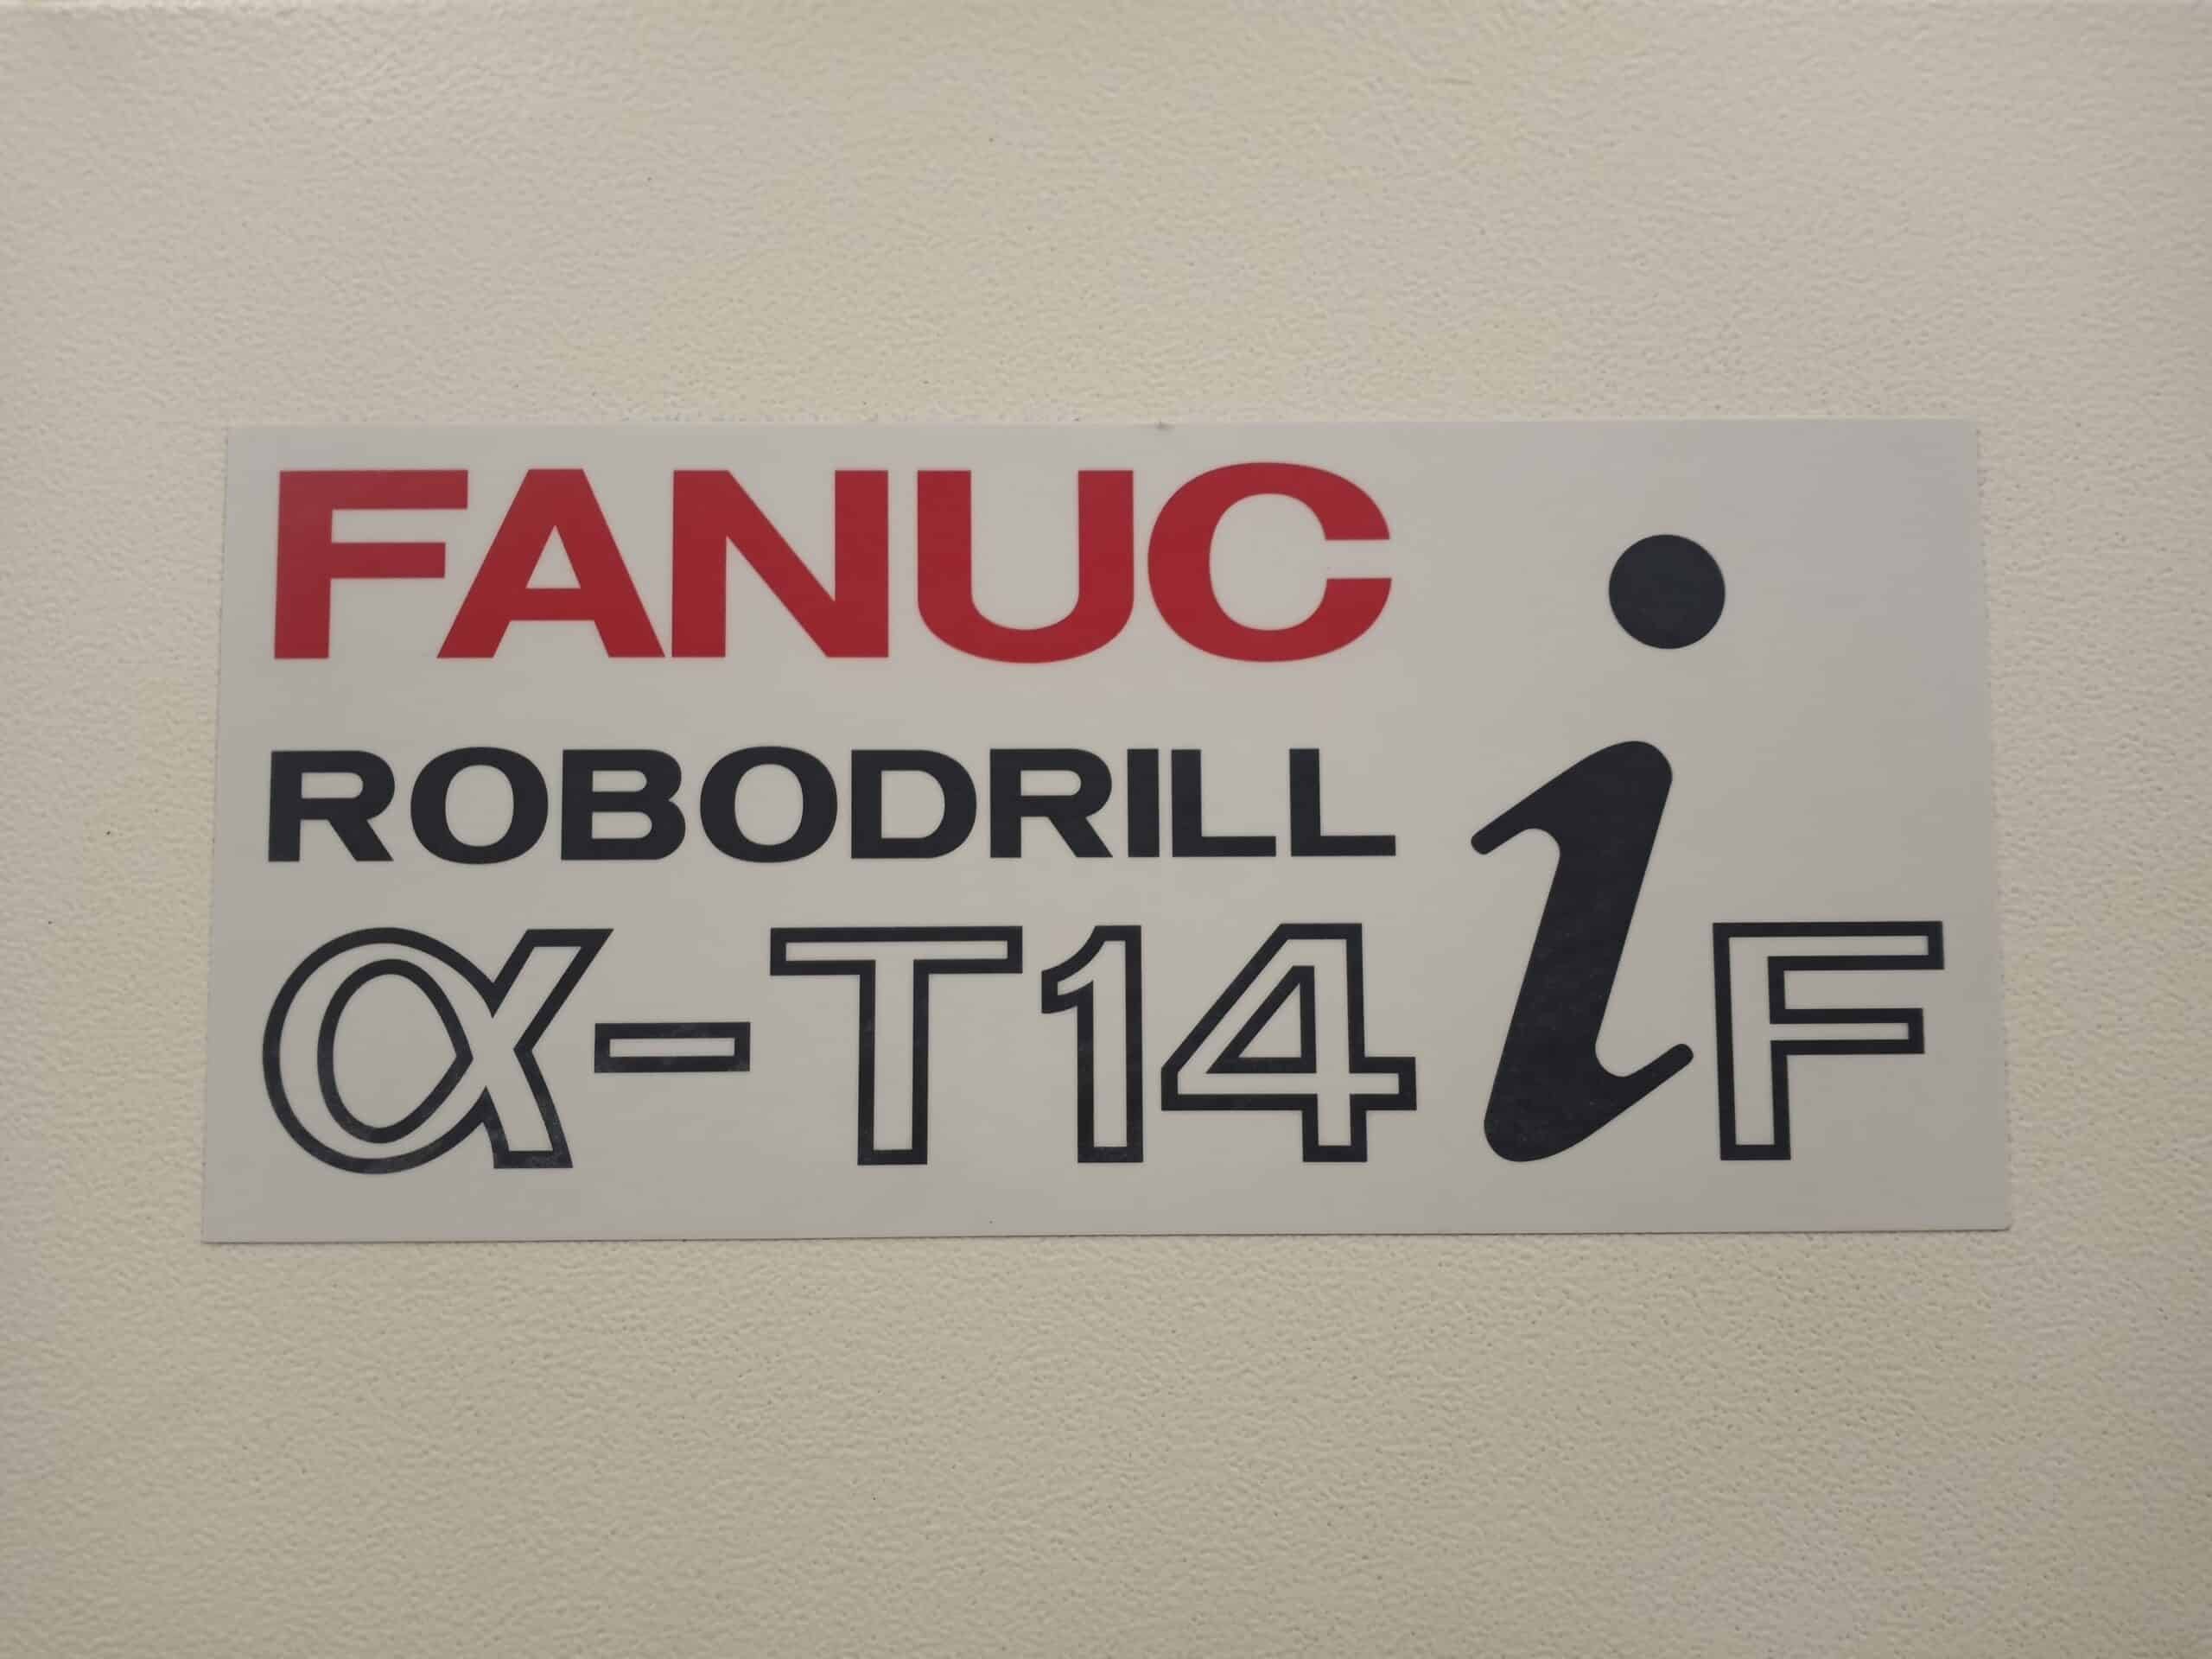 FANUC
ROBODRILL
α-T14iF